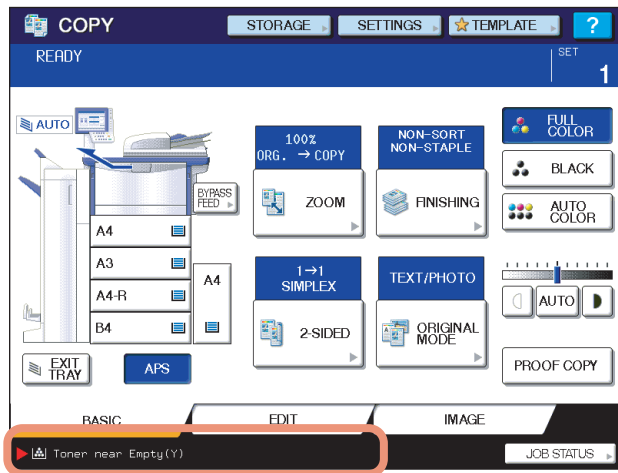 COPY
STORAGE
SETTINGS
TEMPLATE
?
READY
SET
1
AUTO
BYPASS
FEED
A4
A3
A4-R
B4
A4
EXIT
TRAY
APS
100%
ORG. → COPY
ZOOM
NON-SORT
NON-STAPLE
FINISHING
1→1
SIMPLEX
2-SIDED
TEXT/PHOTO
ORIGINAL
MODE
FULL
COLOR
BLACK
AUTO
COLOR
AUTO
PROOF COPY
BASIC
EDIT
IMAGE
Toner near Empty(Y)
JOB STATUS